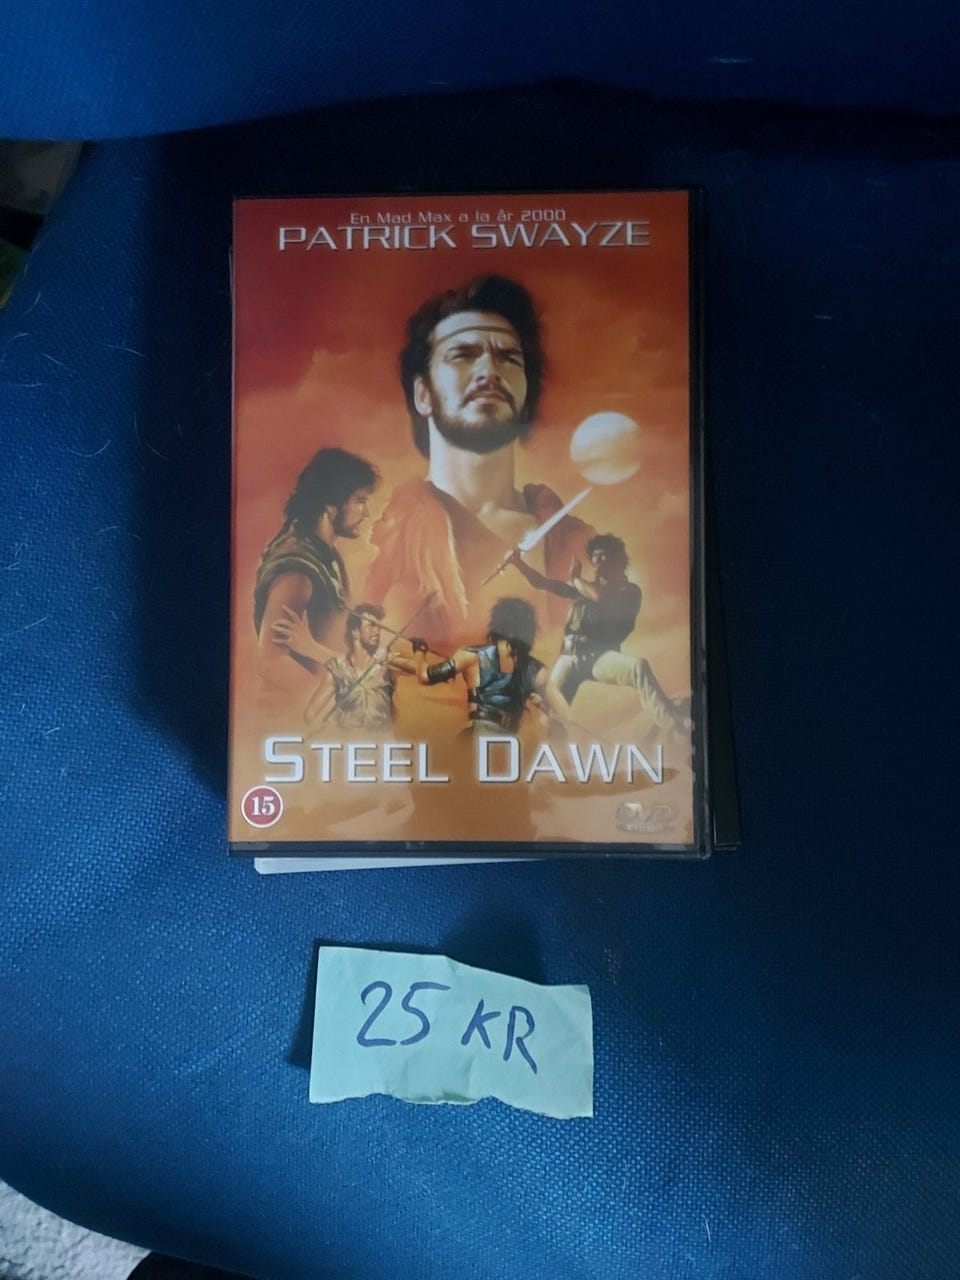 En Mad Max a la år 2000
PATRICK SWAYZE
STEEL DAWN
15
DVD
25 KR